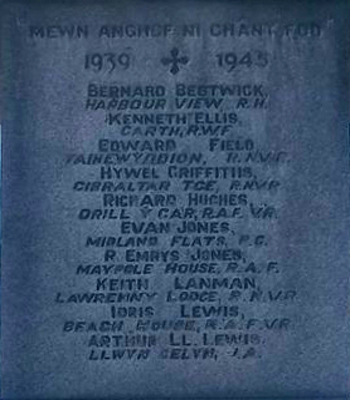 MEWN ANGHOF NI CHANT FOD
1939 1945
BERNARD BESTWICK,
HARBOUR VIEW R.N.
KENNETH ELLIS,
GARTH, R.W.F.
EDWARD FIELD,
TAINEWYDDION, R.N.V.R.
HYWEL GRIFFITHS,
GIBRALTAR TCE, R.N.V.R.
RICHARD HUGHES,
DRILL Y CAR, R.A.F. V.R.
EVAN JONES,
MIDLAND FLATS,
R EMRYS JONES,
MAYPOLE HOUSE, R.A.F.
KEITH LANMAN,
LAWRENNY LODGE, R.N.V.R.
IDRIS LEWIS,
BEACH HOUSE, R.A.F.V.R.
ARTHUR LL. LEWIS
LLWYN CELYN,